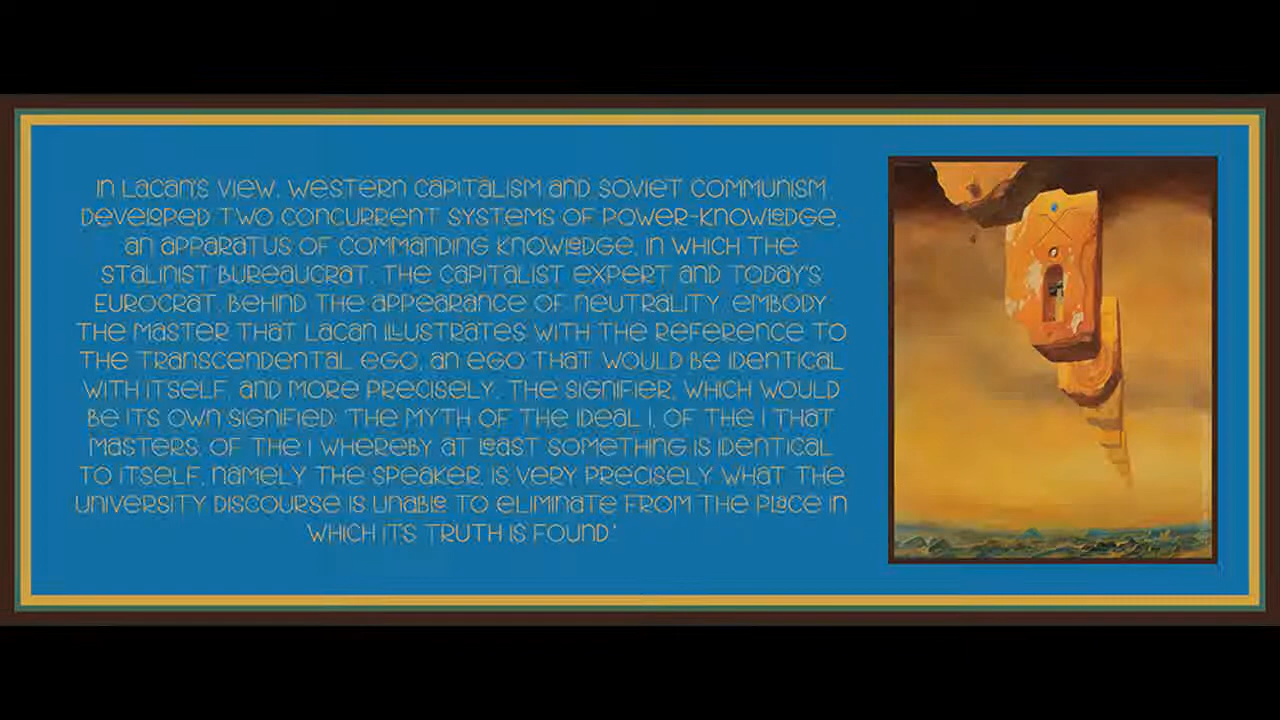 In Lacan's view, Western capitalism and Soviet communism
developed two concurrent systems of power-knowledge,
an apparatus of commanding knowledge, in which the
Stalinist bureaucrat, the capitalist expert and today's
Eurocrat, behind the appearance of neutrality, embody
the master that Lacan illustrates with the reference to
the transcendental ego, an ego that would be identical
with itself, and more precisely, the signifier, which would
be its own signified: 'The myth of the ideal I, of the I that
masters, of the I whereby at least something is identical
to itself, namely the speaker, is very precisely what the
university discourse is unable to eliminate from the place in
which its truth is found.'